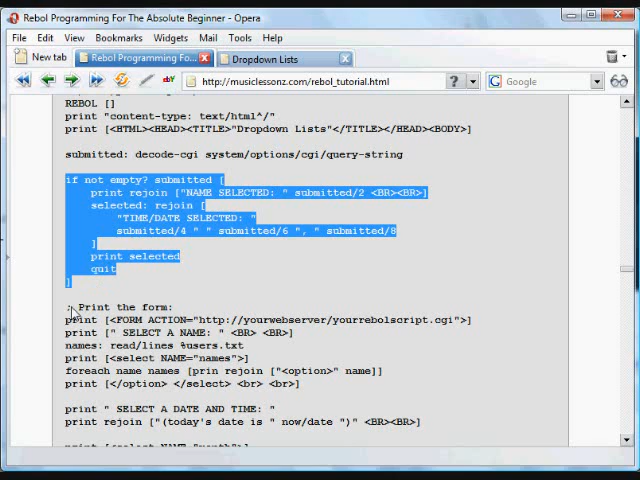 Rebol Programming For The Absolute Beginner - Opera
File Edit View Bookmarks Mail Tools Help
New tab Rebol Programming Fo... Dropdown Lists
http://musiclessonz.com/rebol_tutorial.html ? Google
REBOL []
print "content-type: text/html^/"
print [<HTML><HEAD><TITLE>"Dropdown Lists"</TITLE></HEAD><BODY>]
submitted: decode-cgi system/options/cgi/query-string
if not empty? submitted [
print rejoin ["NAME SELECTED: " submitted/2 <BR><BR>]
selected: rejoin [
"TIME/DATE SELECTED: "
submitted/4 " " submitted/6 ", " submitted/8
]
print selected
quit
]
; Print the form:
print [<FORM ACTION="http://yourwebserver/yourrebolscript.cgi">]
print [" SELECT A NAME: " <BR> <BR>]
names: read/lines %users.txt
print [<select NAME="names">]
foreach name names [prin rejoin ["<option>" name]]
print [</option> </select> <br> <br>]
print " SELECT A DATE AND TIME: "
print rejoin ["(today's date is " now/date ")" <BR><BR>]
print [<select NAME="month">]